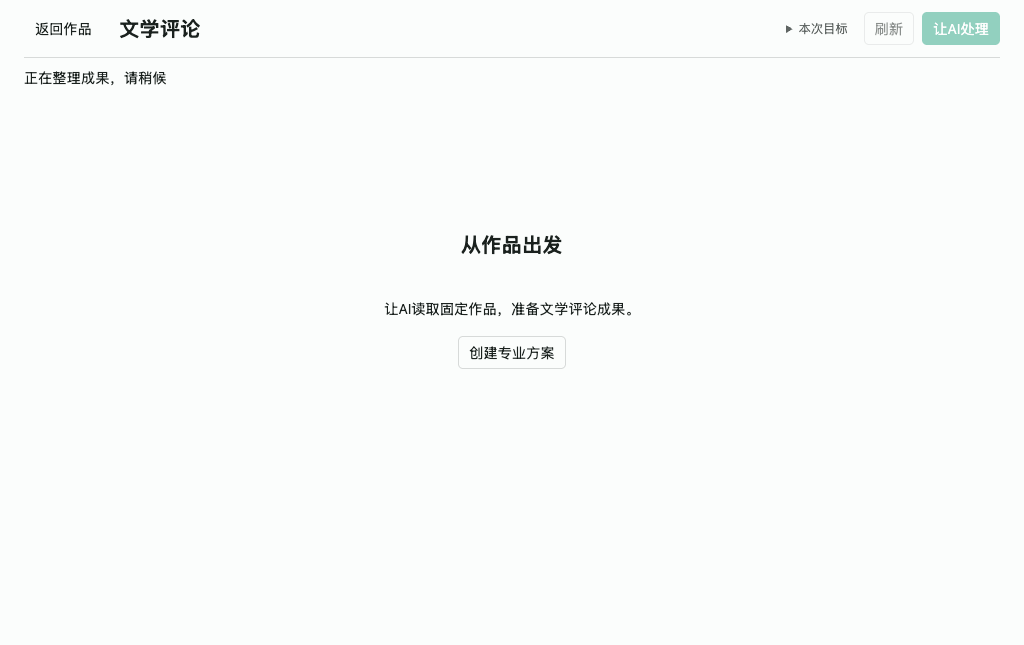 返回作品 文学评论 ▶ 本次目标 刷新 让AI处理
正在整理成果，请稍候
从作品出发
让AI读取固定作品，准备文学评论成果。
创建专业方案